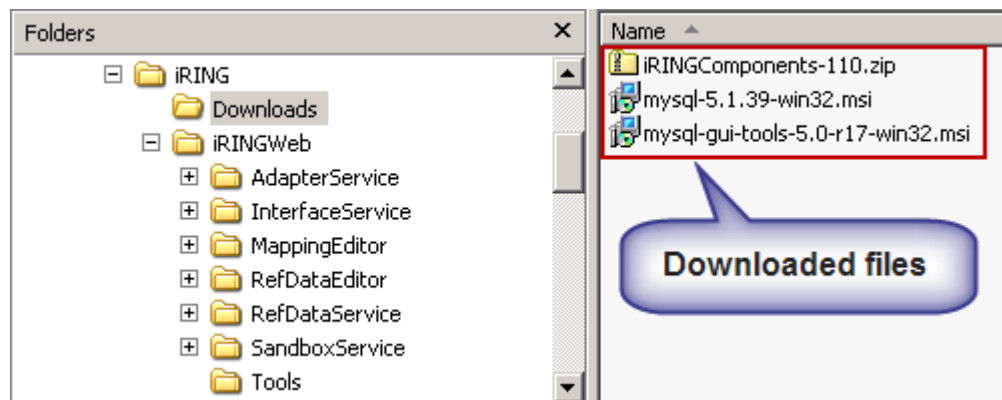 Folders
iRING
Downloads
iRINGWeb
AdapterService
InterfaceService
MappingEditor
RefDataEditor
RefDataService
SandboxService
Tools
Name
iRINGComponents-110.zip
mysql-5.1.39-win32.msi
mysql-gui-tools-5.0-r17-win32.msi
Downloaded files